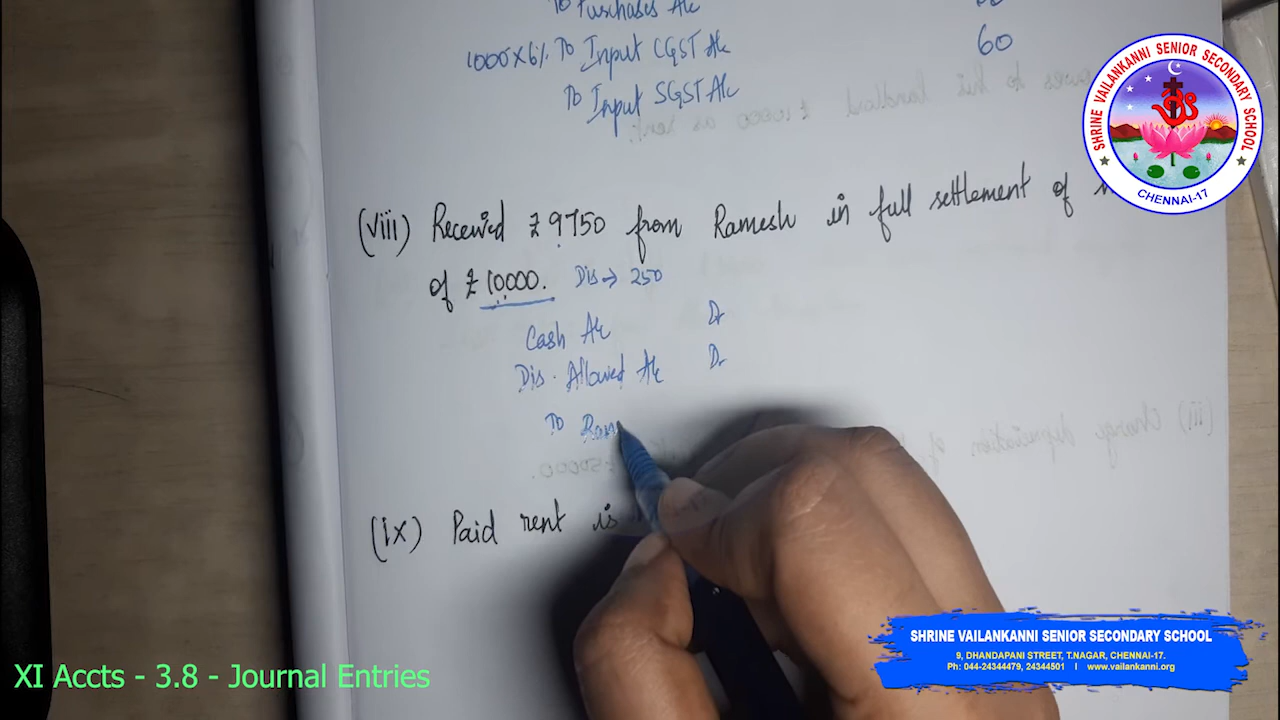 To Purchases A/c
1000 x 6% To Input CGST A/c 60
To Input SGST A/c
(viii) Received ₹ 9750 from Ramesh in full settlement of
of ₹ 10000. Dis → 250
Cash A/c Dr
Dis. Allowed A/c Dr
To Ram
(ix) Paid rent is
SHRINE VAILANKANNI SENIOR SECONDARY SCHOOL
CHENNAI-17
SHRINE VAILANKANNI SENIOR SECONDARY SCHOOL
9, DHANDAPANI STREET, T.NAGAR, CHENNAI-17.
Ph: 044-24344479, 24344501 I www.vailankanni.org
XI Accts - 3.8 - Journal Entries